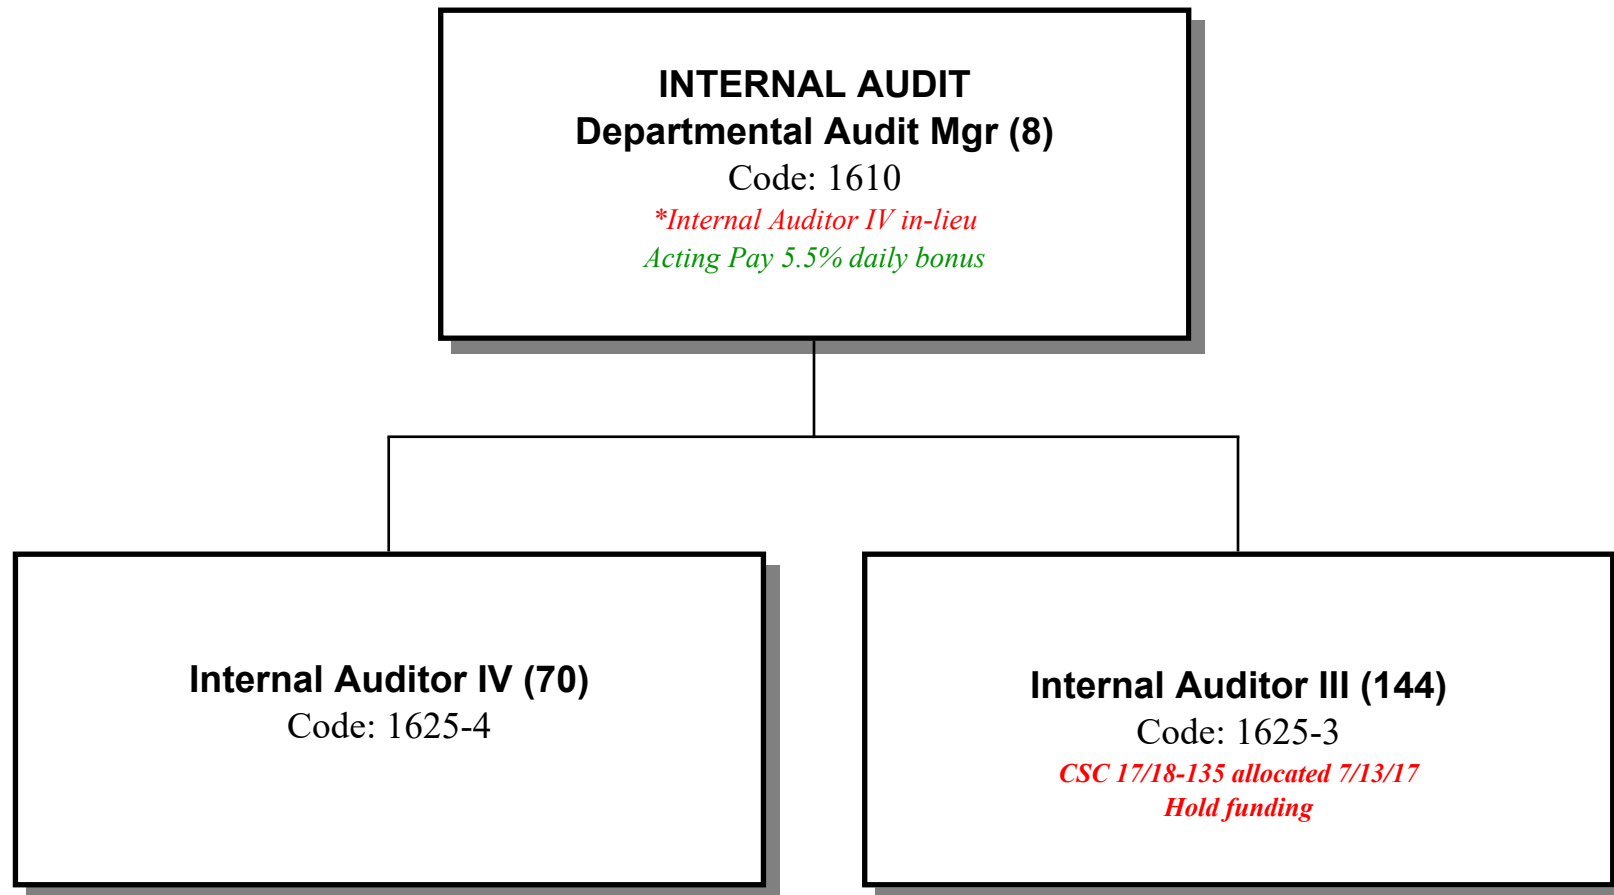 INTERNAL AUDIT
Departmental Audit Mgr (8)
Code: 1610
*Internal Auditor IV in-lieu
Acting Pay 5.5% daily bonus
Internal Auditor IV (70)
Code: 1625-4
Internal Auditor III (144)
Code: 1625-3
CSC 17/18-135 allocated 7/13/17
Hold funding